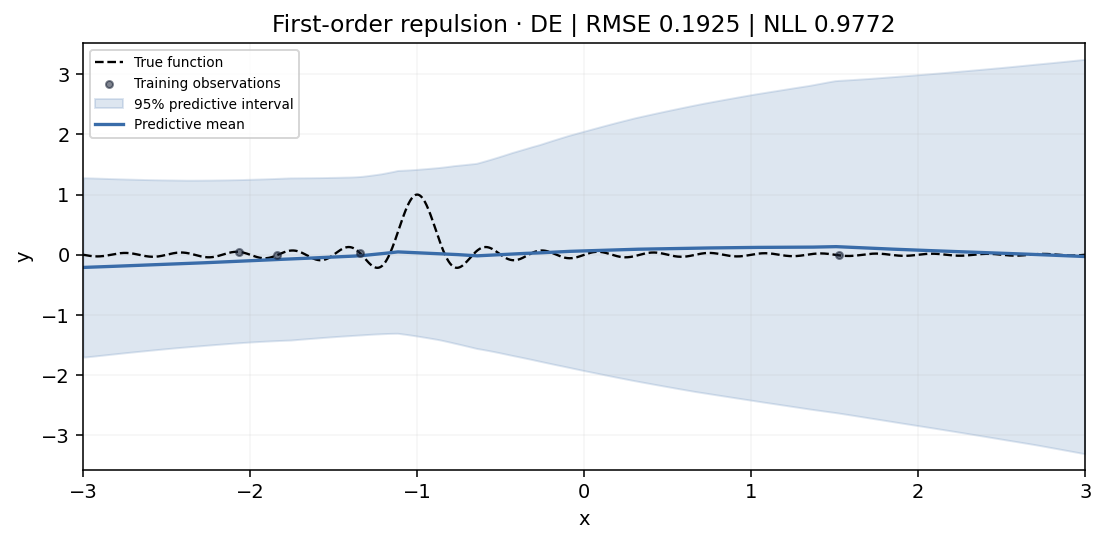 First-order repulsion · DE | RMSE 0.1925 | NLL 0.9772
True function
Training observations
95% predictive interval
Predictive mean
3
2
1
0
−1
−2
−3
y
−3
−2
−1
0
1
2
3
x